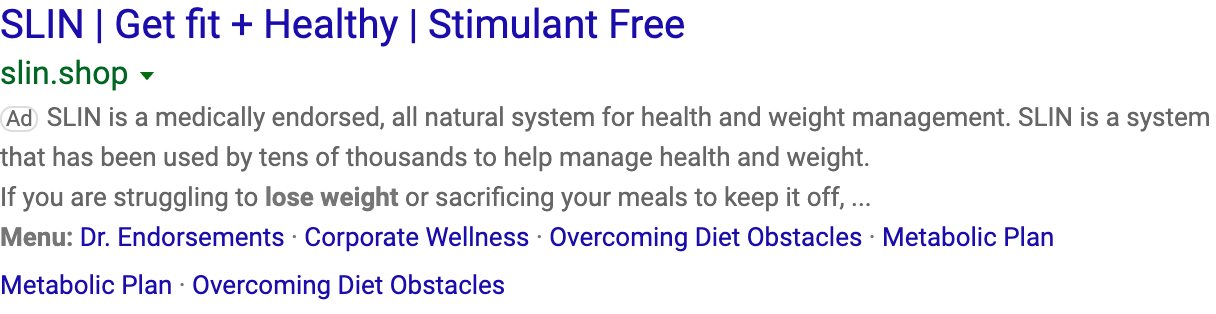 SLIN | Get fit + Healthy | Stimulant Free
slin.shop
Ad SLIN is a medically endorsed, all natural system for health and weight management. SLIN is a system
that has been used by tens of thousands to help manage health and weight.
If you are struggling to lose weight or sacrificing your meals to keep it off, ...
Menu: Dr. Endorsements · Corporate Wellness · Overcoming Diet Obstacles · Metabolic Plan
Metabolic Plan · Overcoming Diet Obstacles